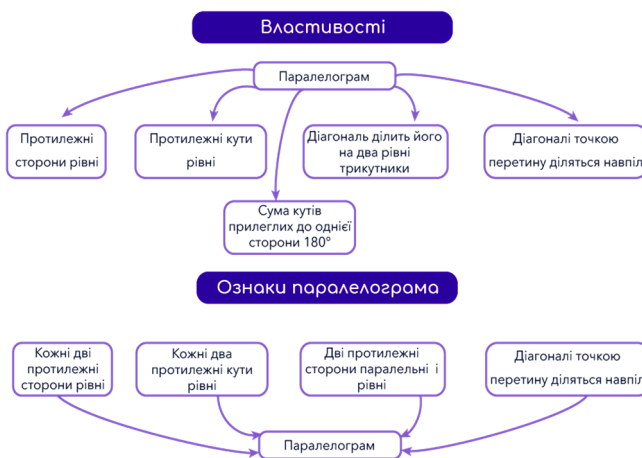 Властивості
Паралелограм
Протилежні
сторони рівні
Протилежні кути
рівні
Діагональ ділить його
на два рівні
трикутники
Діагоналі точкою
перетину діляться навпіл
Сума кутів
прилеглих до однієї
сторони 180°
Ознаки паралелограма
Кожні дві
протилежні
сторони рівні
Кожні два
протилежні кути
рівні
Дві протилежні
сторони паралельні і
рівні
Діагоналі точкою
перетину діляться навпіл
Паралелограм